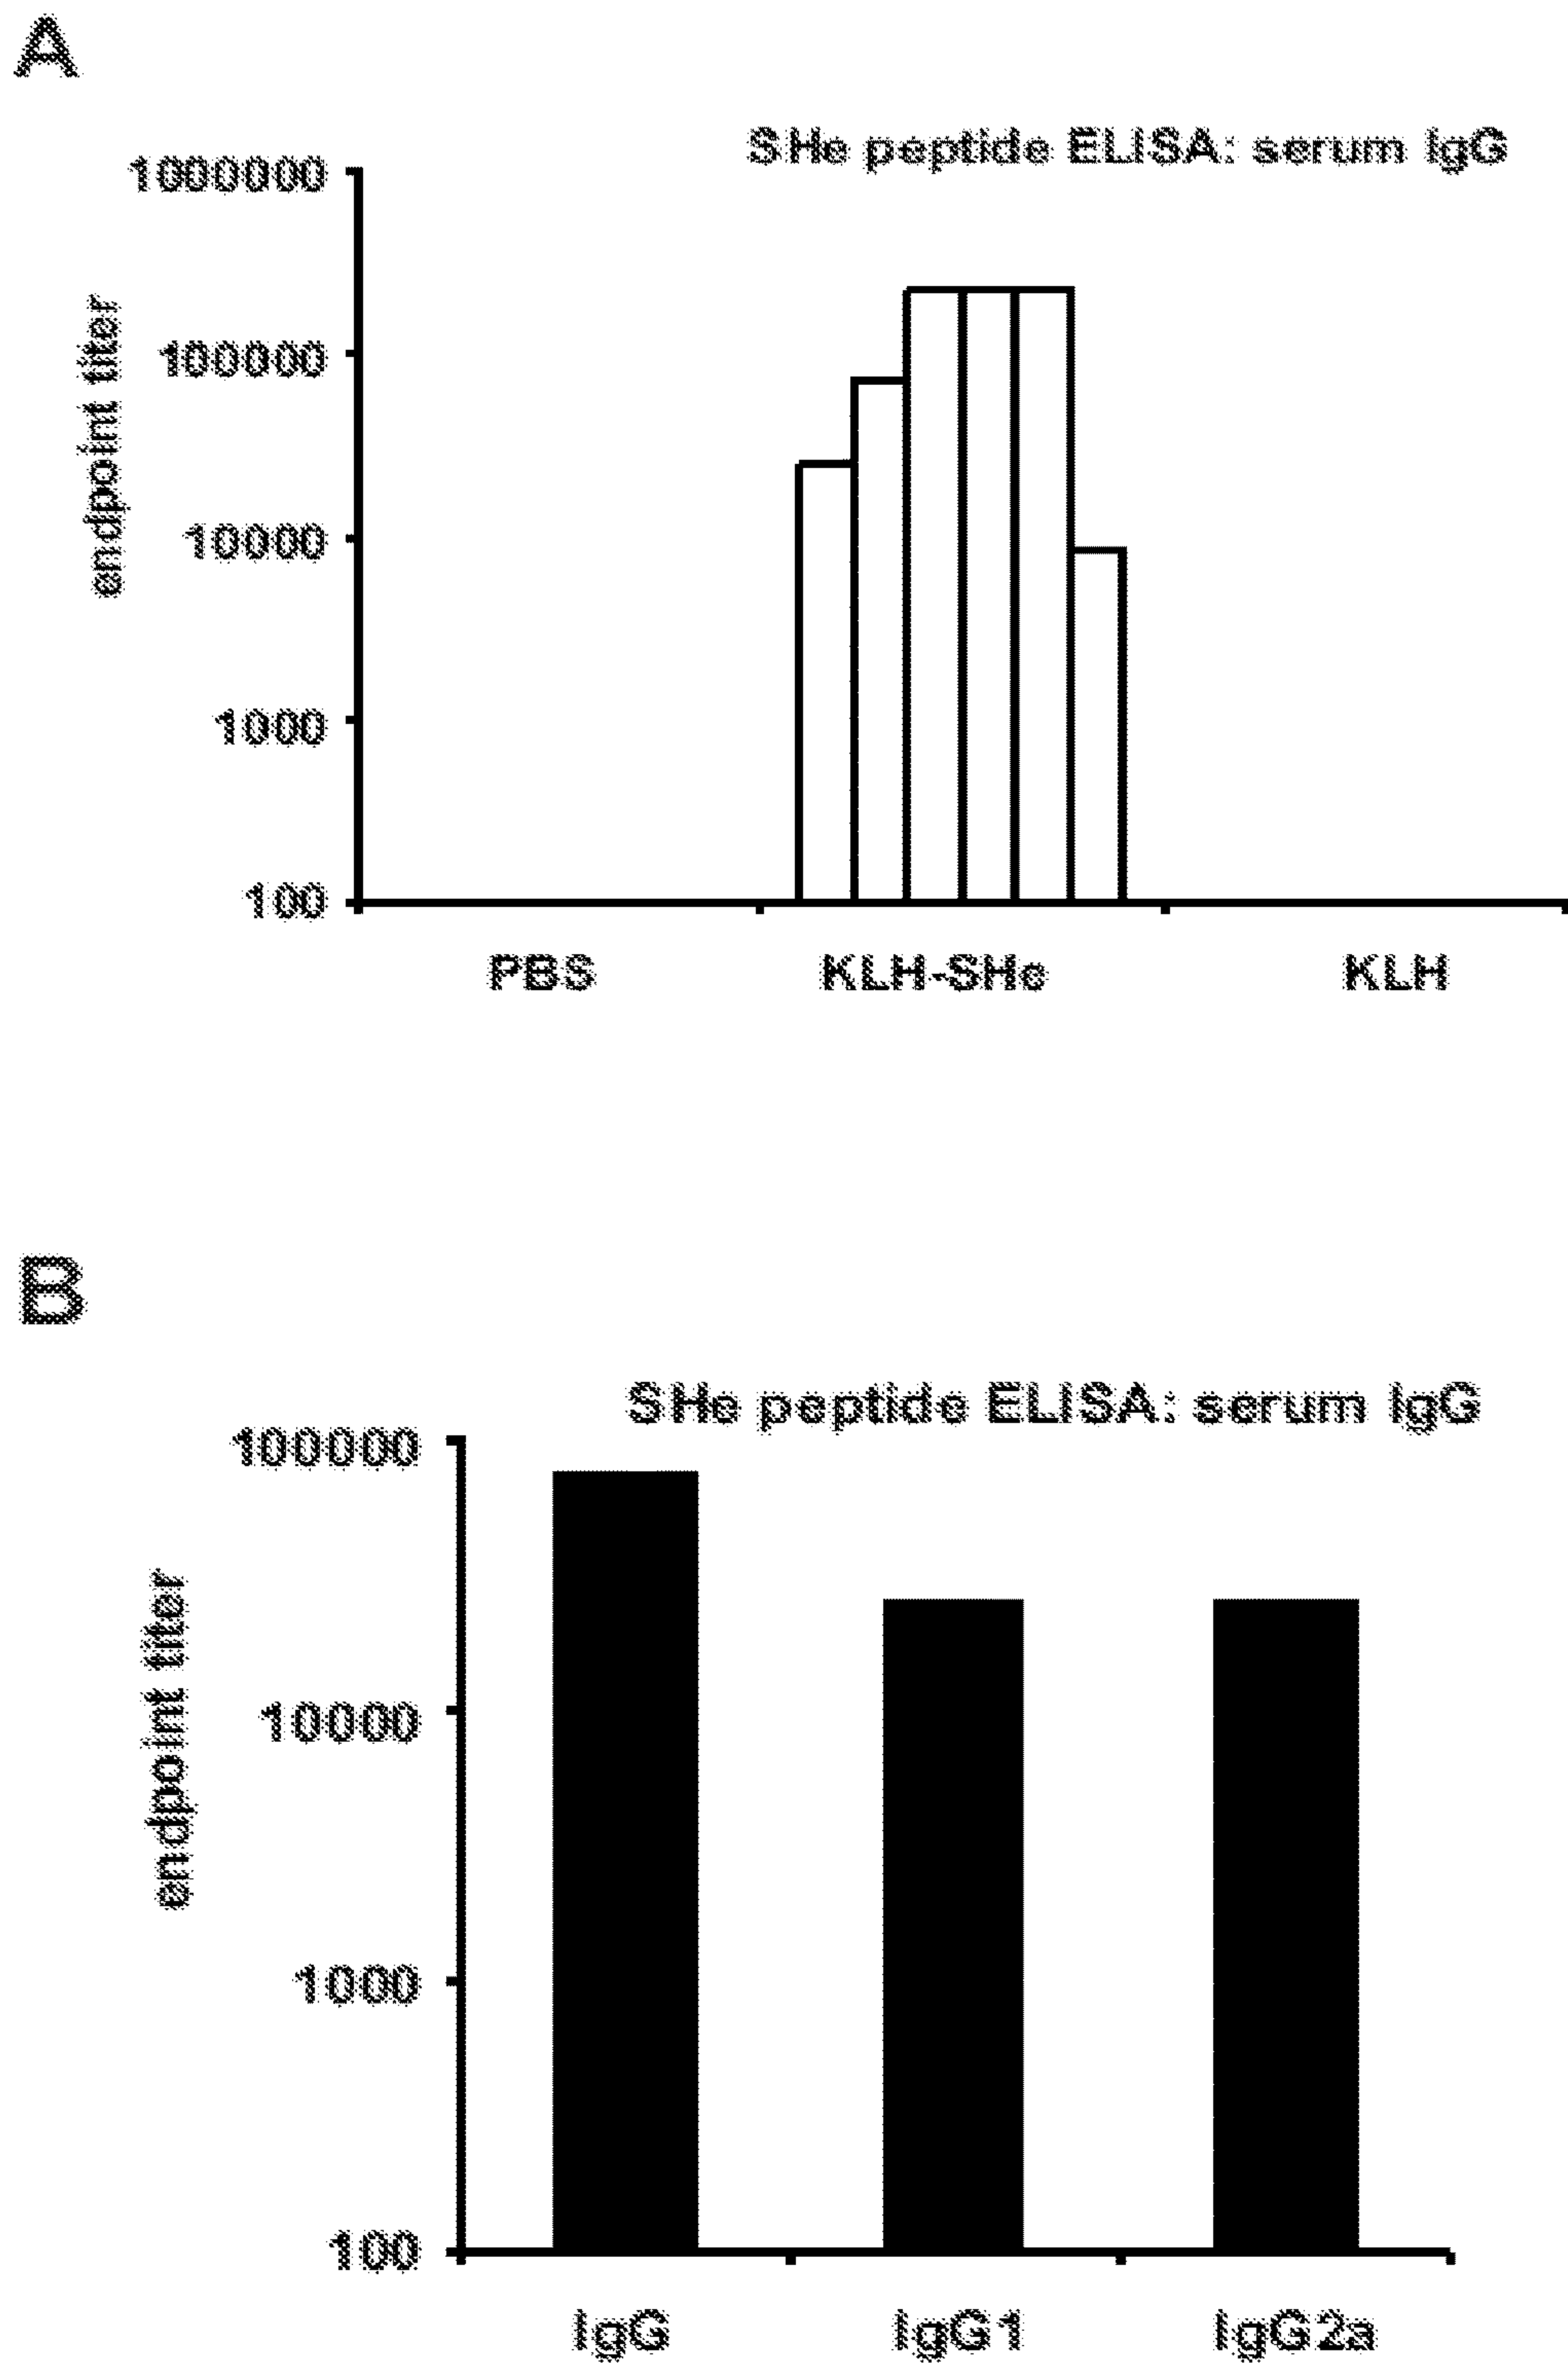 A
SHe peptide ELISA: serum IgG
1000000
100000
10000
1000
100
endpoint titer
PBS KLH-SHe KLH
B
SHe peptide ELISA: serum IgG
100000
10000
1000
100
endpoint titer
IgG IgG1 IgG2a